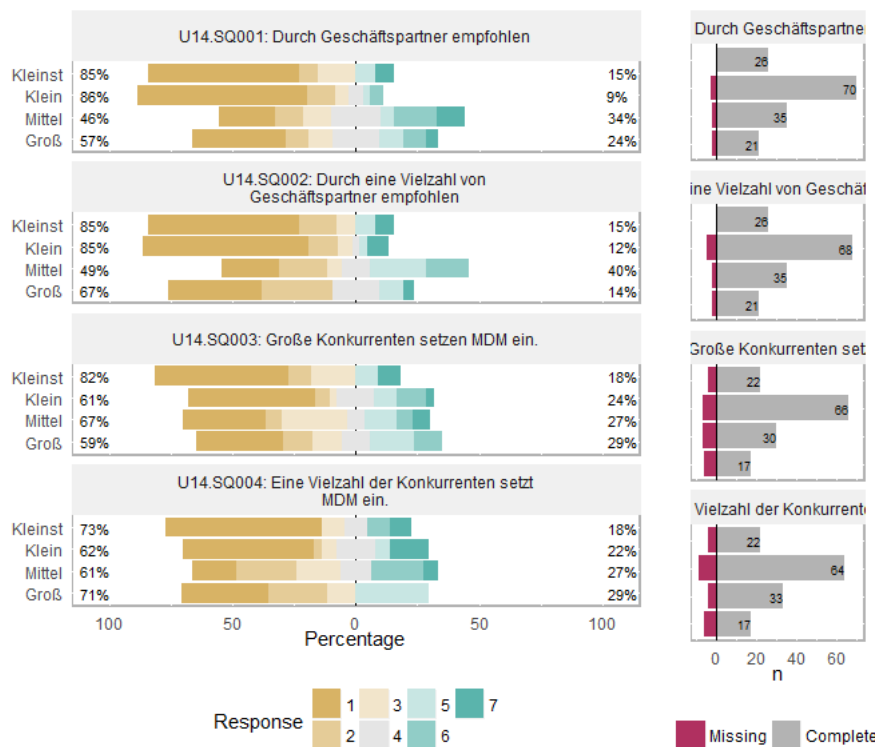 U14.SQ001: Durch Geschäftspartner empfohlen
Kleinst 85% 15%
Klein 86% 9%
Mittel 46% 34%
Groß 57% 24%
U14.SQ002: Durch eine Vielzahl von
Geschäftspartner empfohlen
Kleinst 85% 15%
Klein 85% 12%
Mittel 49% 40%
Groß 67% 14%
U14.SQ003: Große Konkurrenten setzen MDM ein.
Kleinst 82% 18%
Klein 61% 24%
Mittel 67% 27%
Groß 59% 29%
U14.SQ004: Eine Vielzahl der Konkurrenten setzt
MDM ein.
Kleinst 73% 18%
Klein 62% 22%
Mittel 61% 27%
Groß 71% 29%
100 50 0 50 100
Percentage
Response 1 3 5 7
2 4 6
Durch Geschäftspartner
26
70
35
21
ine Vielzahl von Geschäf
26
68
35
21
Große Konkurrenten set
22
66
30
17
Vielzahl der Konkurrent
22
64
33
17
0 20 40 60
n
Missing Complete